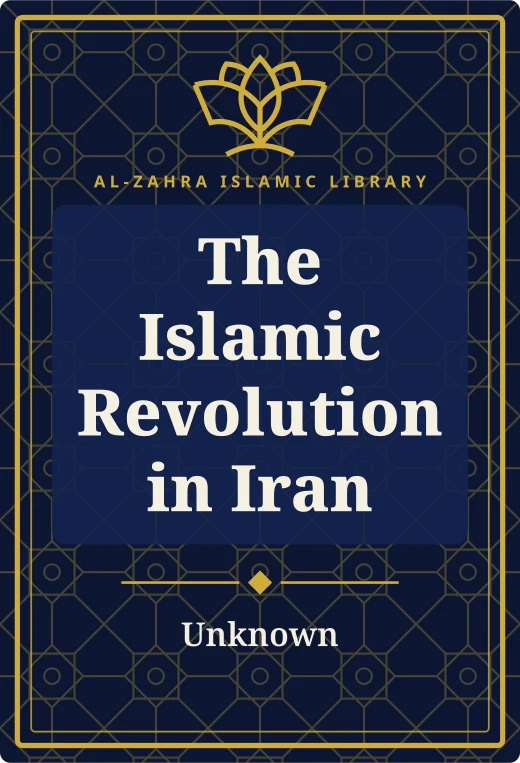 AL-ZAHRA ISLAMIC LIBRARY
The
Islamic
Revolution
in Iran
Unknown